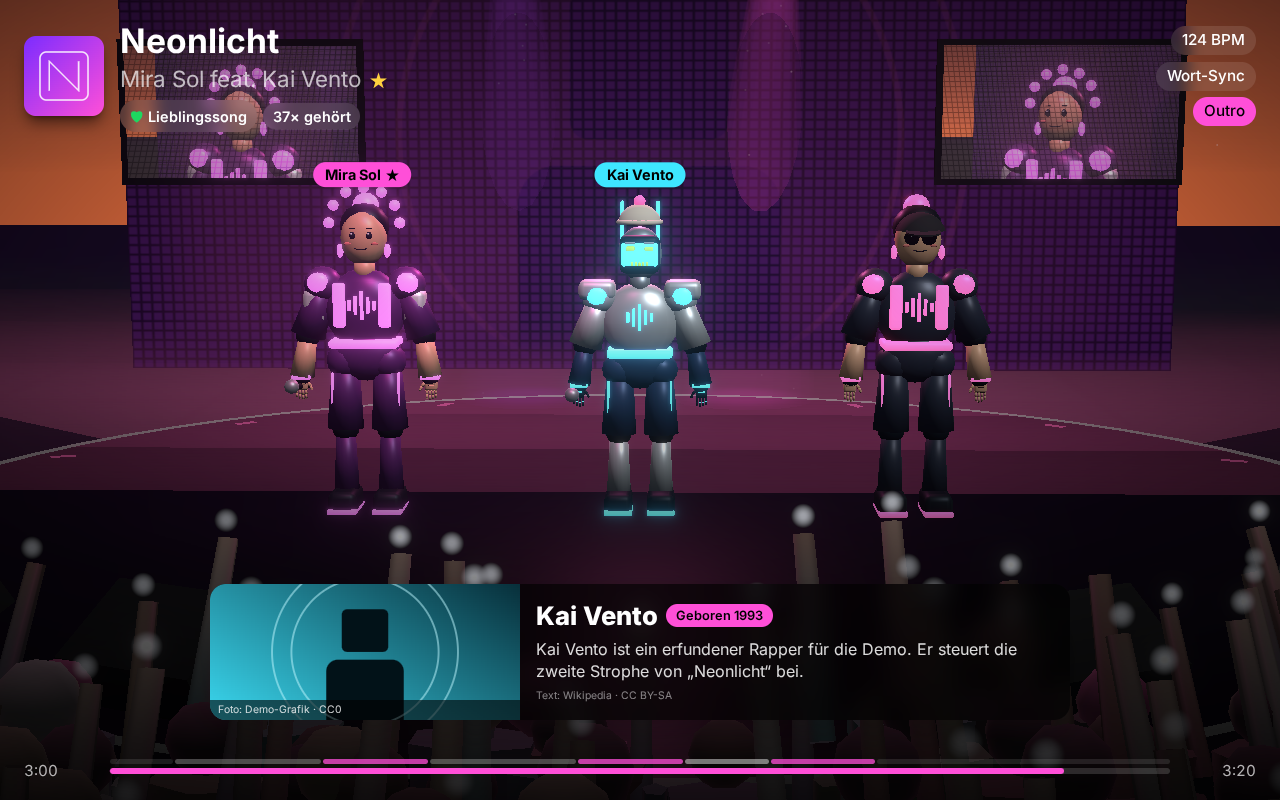 N
Neonlicht
Mira Sol feat. Kai Vento ★
Lieblingssong
37× gehört
124 BPM
Wort-Sync
Outro
Mira Sol ★
Kai Vento
Kai Vento
Geboren 1993
Kai Vento ist ein erfundener Rapper für die Demo. Er steuert die
zweite Strophe von „Neonlicht“ bei.
Text: Wikipedia · CC BY-SA
Foto: Demo-Grafik · CC0
3:00
3:20